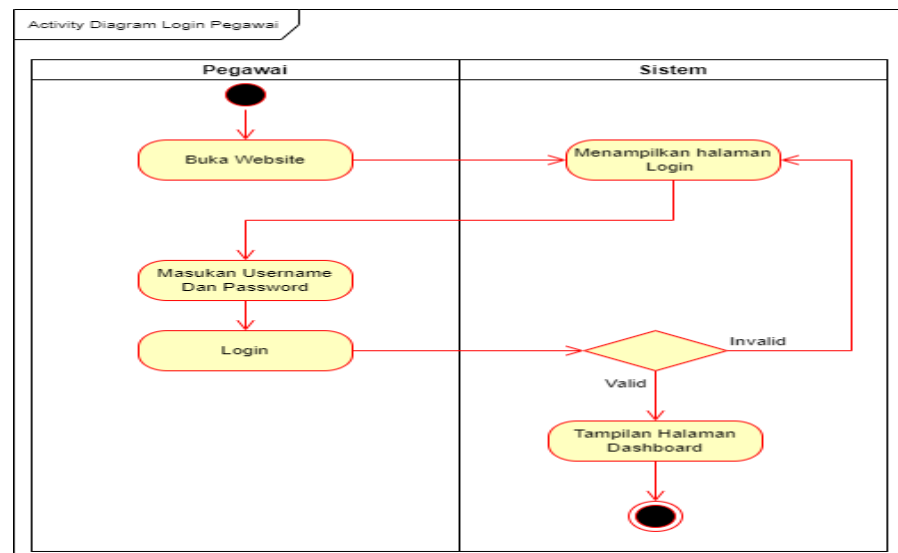 Activity Diagram Login Pegawai
Pegawai
Sistem
Buka Website
Menampilkan halaman
Login
Masukan Username
Dan Password
Login
Invalid
Valid
Tampilan Halaman
Dashboard